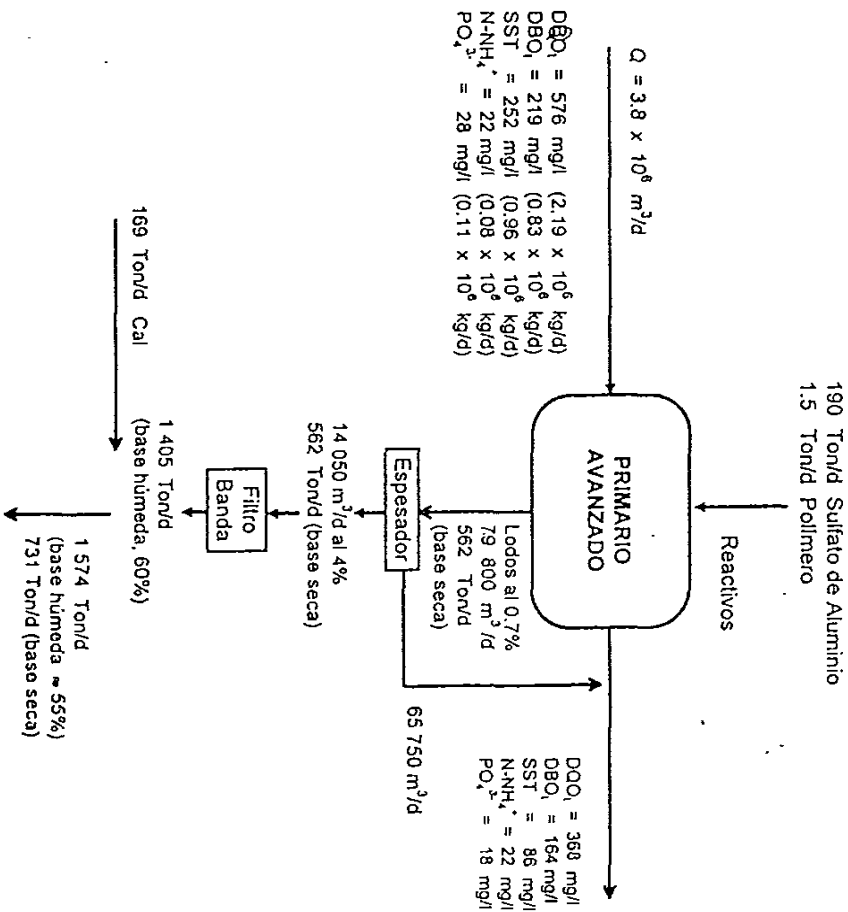 190 Ton/d Sulfato de Aluminio
1.5 Ton/d Polímero
Reactivos
Q = 3.8 x 10⁶ m³/d
DQOₜ = 576 mg/l (2.19 x 10⁶ kg/d)
DBOₜ = 219 mg/l (0.83 x 10⁶ kg/d)
SST = 252 mg/l (0.96 x 10⁶ kg/d)
N-NH₄⁺ = 22 mg/l (0.08 x 10⁶ kg/d)
PO₄³⁻ = 28 mg/l (0.11 x 10⁶ kg/d)
PRIMARIO
AVANZADO
DQOₜ = 368 mg/l
DBOₜ = 164 mg/l
SST = 86 mg/l
N-NH₄⁺ = 22 mg/l
PO₄³⁻ = 18 mg/l
Lodos al 0.7%
79 800 m³/d
562 Ton/d
(base seca)
Espesador
65 750 m³/d
14 050 m³/d al 4%
562 Ton/d (base seca)
Filtro
Banda
1 405 Ton/d
(base húmeda, 60%)
169 Ton/d Cal
1 574 Ton/d
(base húmeda ≈ 55%)
731 Ton/d (baso seca)